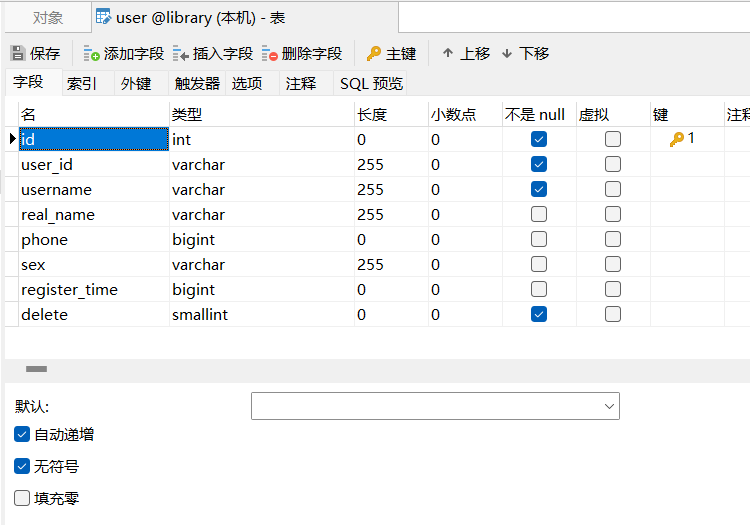 对象 user @library (本机) - 表
保存 添加字段 插入字段 删除字段 主键 上移 下移
字段 索引 外键 触发器 选项 注释 SQL 预览
名 类型 长度 小数点 不是 null 虚拟 键 注释
id int 0 0 1
user_id varchar 255 0
username varchar 255 0
real_name varchar 255 0
phone bigint 0 0
sex varchar 255 0
register_time bigint 0 0
delete smallint 0 0
默认:
自动递增
无符号
填充零